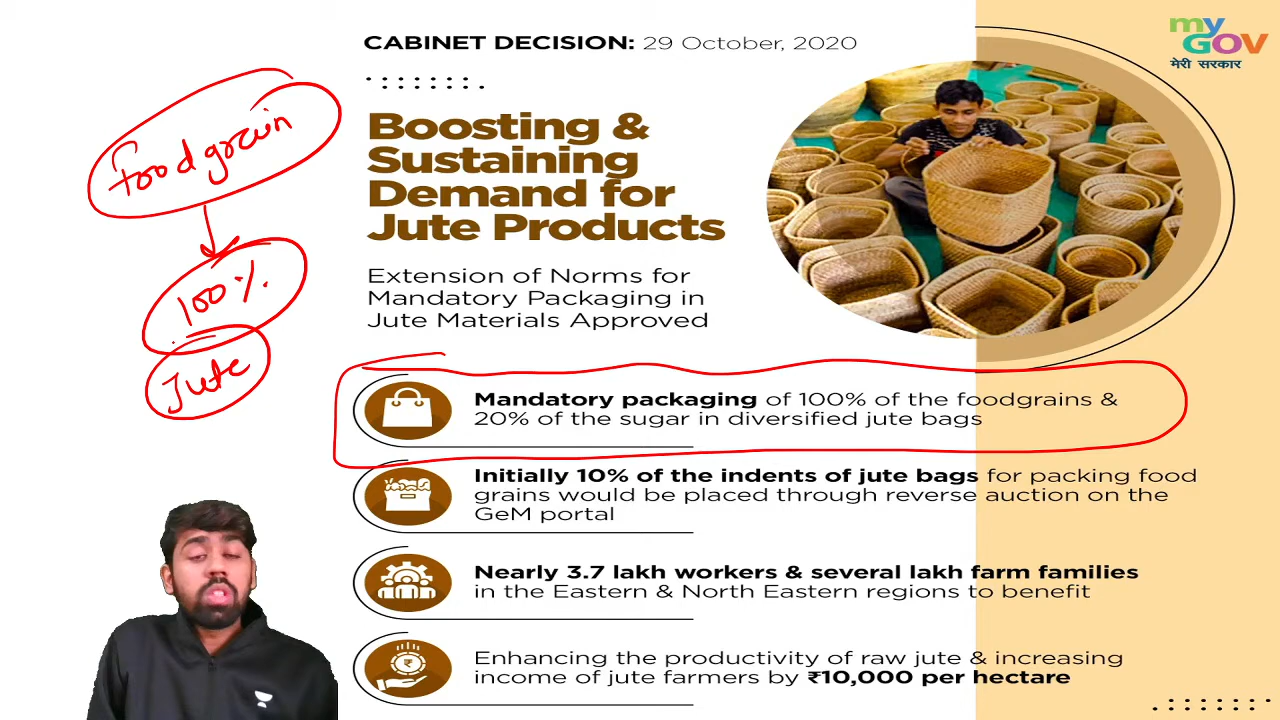 CABINET DECISION: 29 October, 2020
my
GOV
मेरी सरकार
Boosting &
Sustaining
Demand for
Jute Products
Extension of Norms for
Mandatory Packaging in
Jute Materials Approved
foodgrain
100%.
Jute
Mandatory packaging of 100% of the foodgrains &
20% of the sugar in diversified jute bags
Initially 10% of the indents of jute bags for packing food
grains would be placed through reverse auction on the
GeM portal
Nearly 3.7 lakh workers & several lakh farm families
in the Eastern & North Eastern regions to benefit
₹
Enhancing the productivity of raw jute & increasing
income of jute farmers by ₹10,000 per hectare